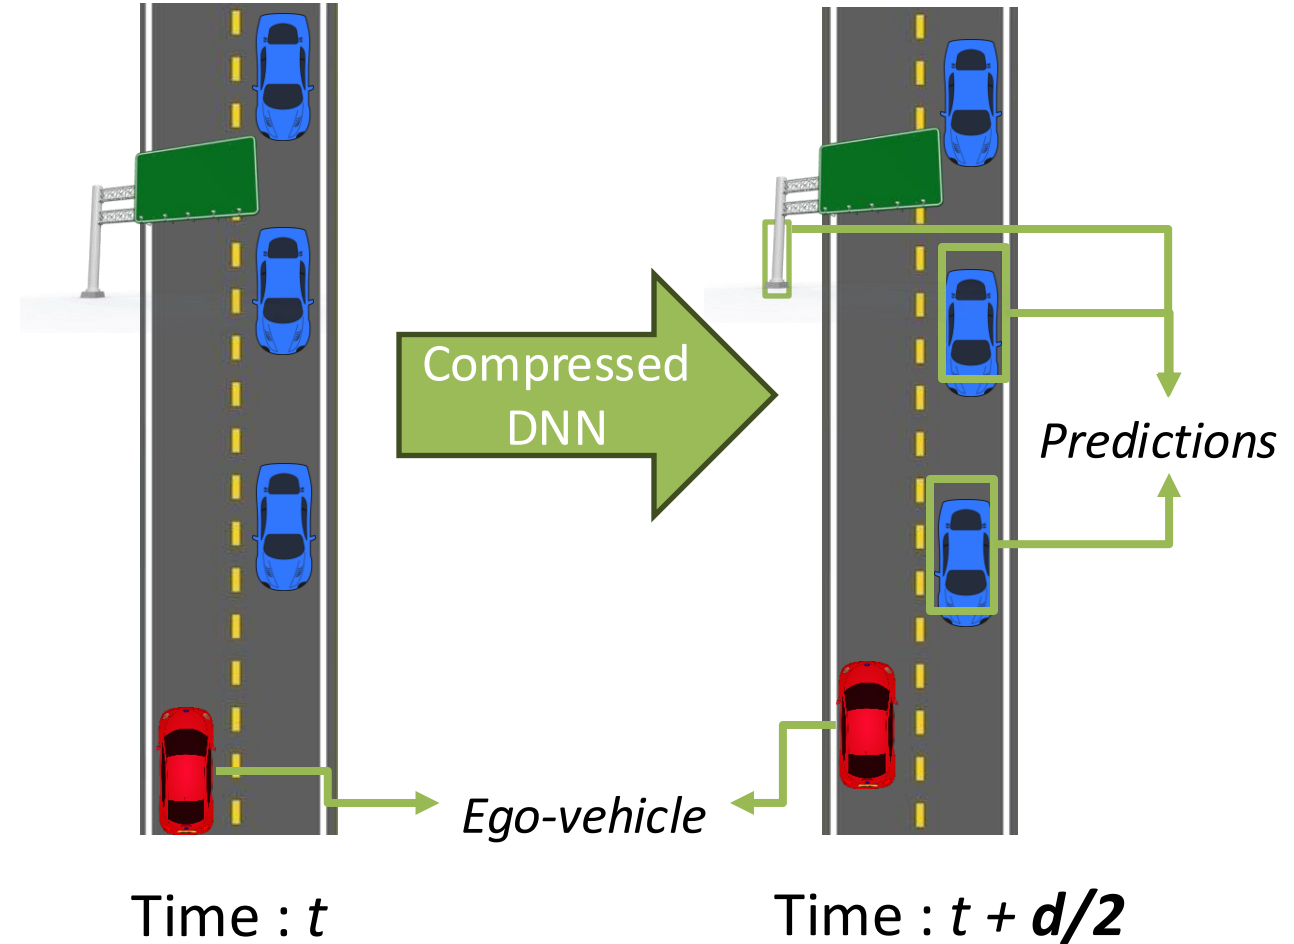 Compressed
DNN
Predictions
Ego-vehicle
Time : t
Time : t + d/2